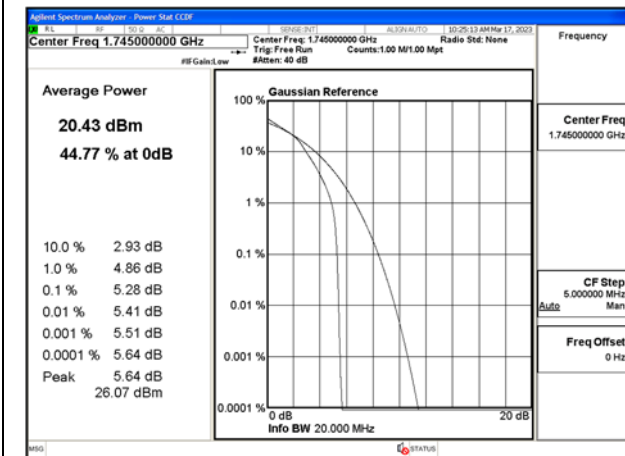 Agilent Spectrum Analyzer - Power Stat CCDF
RL RF 50 Ω AC SENSE:INT ALIGN AUTO 10:25:13 AM Mar 17, 2023
Center Freq 1.745000000 GHz
Center Freq: 1.745000000 GHz Radio Std: None
Trig: Free Run Counts:1.00 M/1.00 Mpt
#IFGain:Low #Atten: 40 dB
Frequency
Average Power
20.43 dBm
44.77 % at 0dB
10.0 % 2.93 dB
1.0 % 4.86 dB
0.1 % 5.28 dB
0.01 % 5.41 dB
0.001 % 5.51 dB
0.0001 % 5.64 dB
Peak 5.64 dB
26.07 dBm
Gaussian Reference
100 %
10 %
1 %
0.1 %
0.01 %
0.001 %
0.0001 %
0 dB 20 dB
Info BW 20.000 MHz
Center Freq
1.745000000 GHz
CF Step
5.000000 MHz
Auto Man
Freq Offset
0 Hz
MSG STATUS